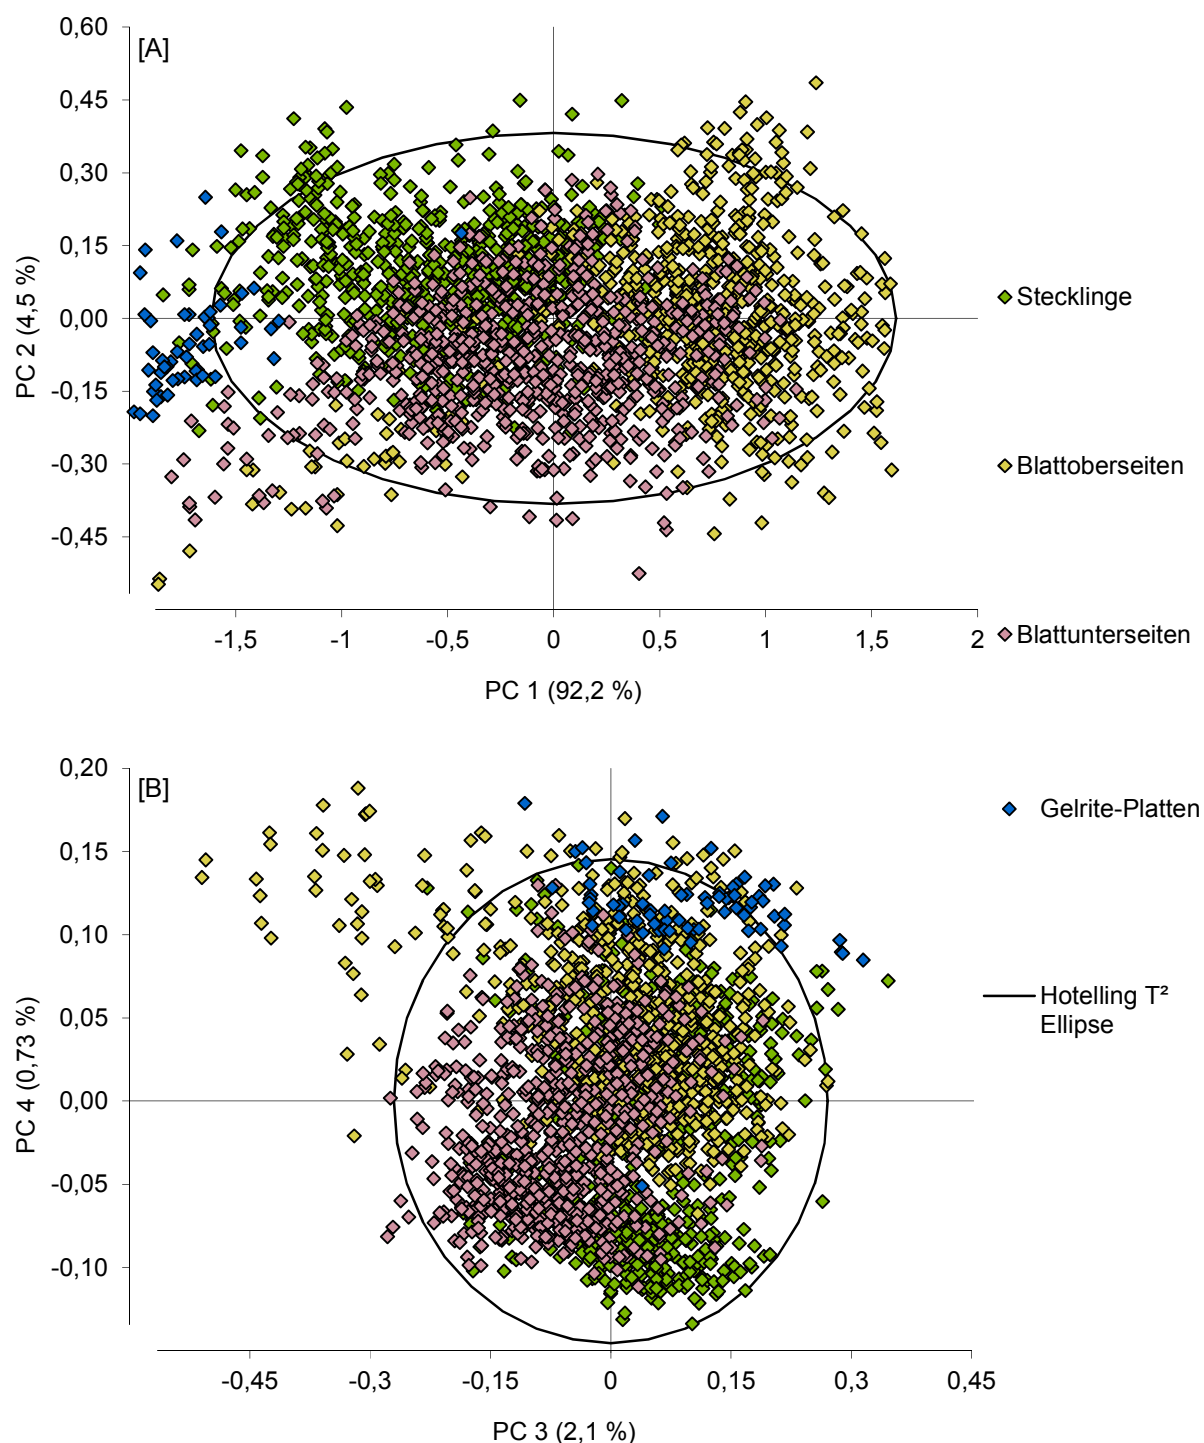 [A]
0,60
0,45
0,30
0,15
0,00
-0,15
-0,30
-0,45
PC 2 (4,5 %)
-1,5 -1 -0,5 0 0,5 1 1,5 2
PC 1 (92,2 %)
Stecklinge
Blattoberseiten
Blattunterseiten
[B]
0,20
0,15
0,10
0,05
0,00
-0,05
-0,10
PC 4 (0,73 %)
-0,45 -0,3 -0,15 0 0,15 0,3 0,45
PC 3 (2,1 %)
Gelrite-Platten
Hotelling T²
Ellipse